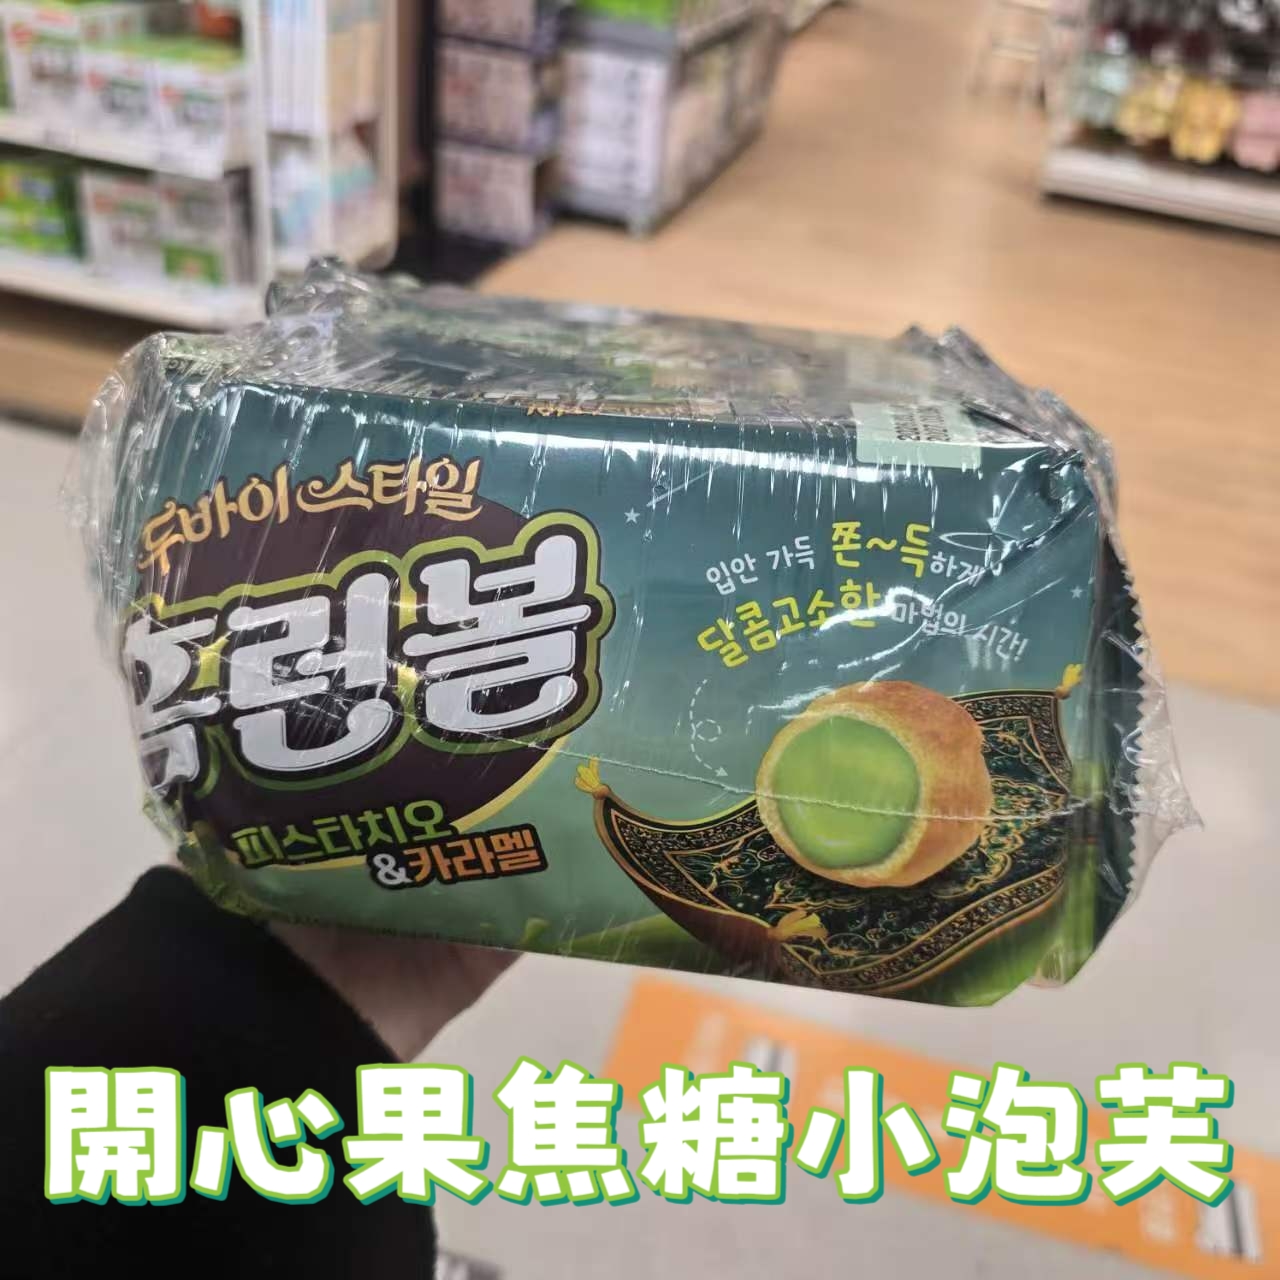 두바이 스타일
홈런볼
피스타치오
&카라멜
입안 가득 쫀~득하게
달콤고소한 마법의 시간!
開心果焦糖小泡芙